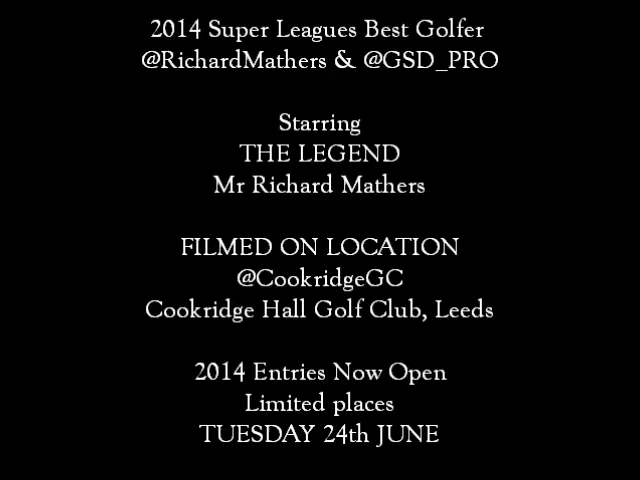 2014 Super Leagues Best Golfer
@RichardMathers & @GSD_PRO
Starring
THE LEGEND
Mr Richard Mathers
FILMED ON LOCATION
@CookridgeGC
Cookridge Hall Golf Club, Leeds
2014 Entries Now Open
Limited places
TUESDAY 24th JUNE